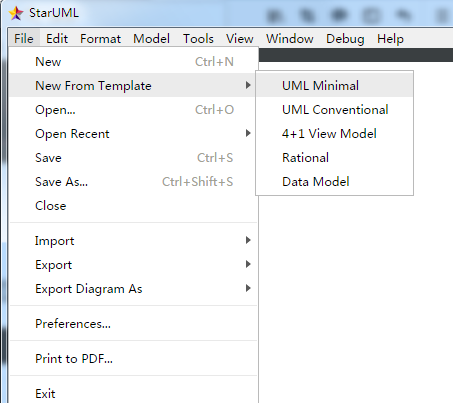 StarUML
File Edit Format Model Tools View Window Debug Help
New Ctrl+N
New From Template
Open... Ctrl+O
Open Recent
Save Ctrl+S
Save As... Ctrl+Shift+S
Close
Import
Export
Export Diagram As
Preferences...
Print to PDF...
Exit
UML Minimal
UML Conventional
4+1 View Model
Rational
Data Model